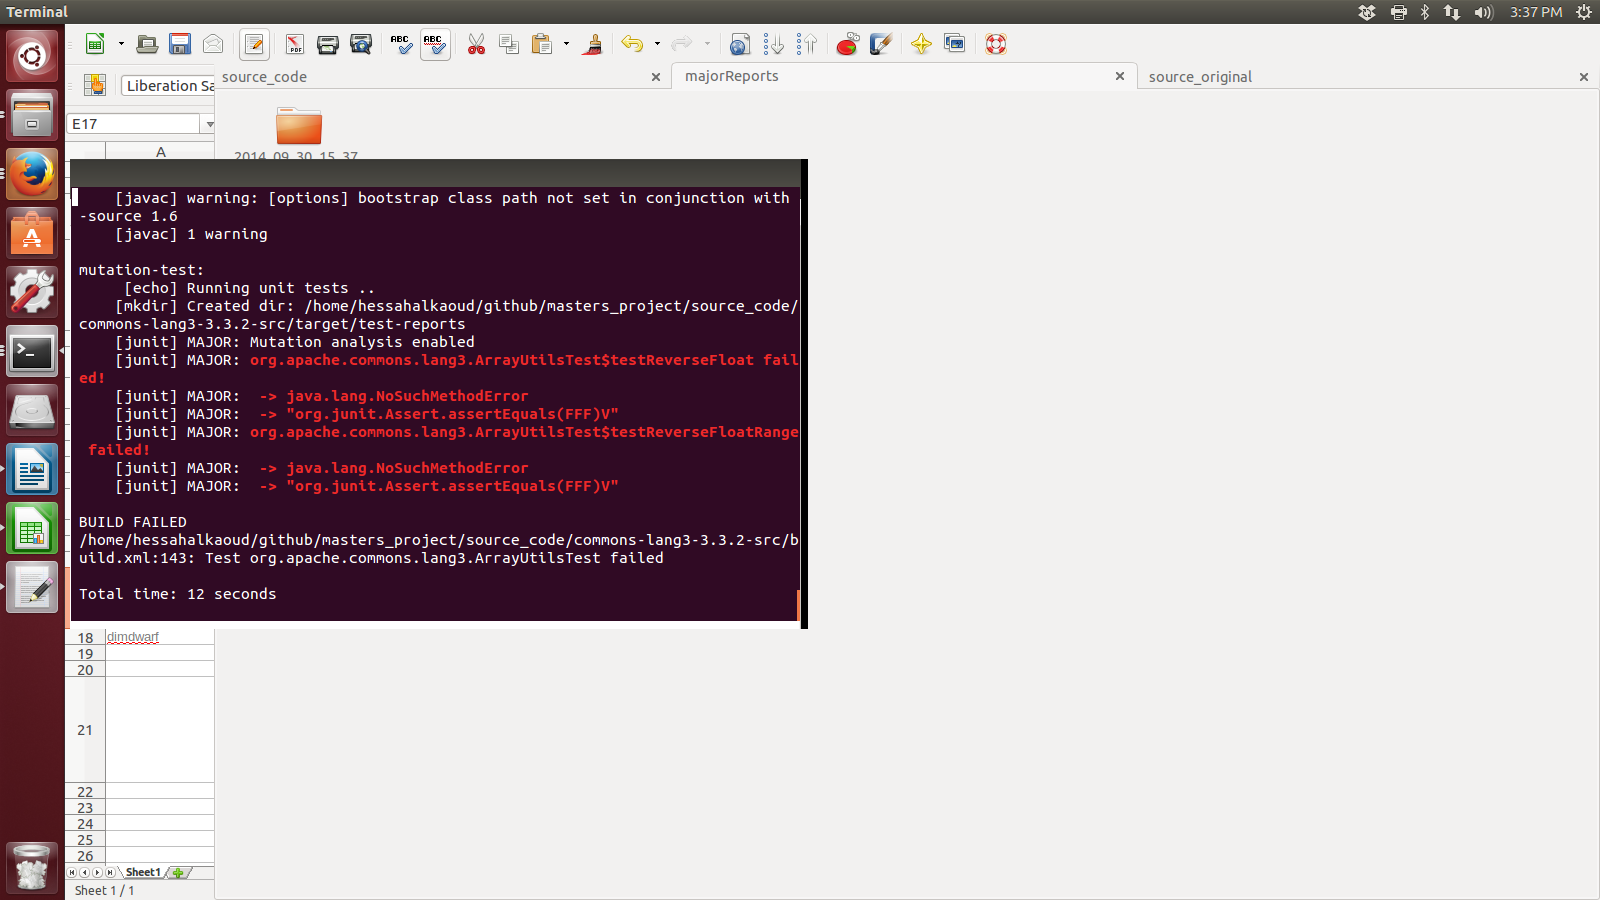 Terminal
3:37 PM
PDF
ABC
ABC
Liberation Sa
source_code
majorReports
source_original
E17
A
2014_09_30_15_37
[javac] warning: [options] bootstrap class path not set in conjunction with
-source 1.6
[javac] 1 warning
mutation-test:
[echo] Running unit tests ..
[mkdir] Created dir: /home/hessahalkaoud/github/masters_project/source_code/
commons-lang3-3.3.2-src/target/test-reports
[junit] MAJOR: Mutation analysis enabled
[junit] MAJOR: org.apache.commons.lang3.ArrayUtilsTest$testReverseFloat fail
ed!
[junit] MAJOR:  -> java.lang.NoSuchMethodError
[junit] MAJOR:  -> "org.junit.Assert.assertEquals(FFF)V"
[junit] MAJOR: org.apache.commons.lang3.ArrayUtilsTest$testReverseFloatRange
failed!
[junit] MAJOR:  -> java.lang.NoSuchMethodError
[junit] MAJOR:  -> "org.junit.Assert.assertEquals(FFF)V"
BUILD FAILED
/home/hessahalkaoud/github/masters_project/source_code/commons-lang3-3.3.2-src/b
uild.xml:143: Test org.apache.commons.lang3.ArrayUtilsTest failed
Total time: 12 seconds
18 dimdwarf
19
20
21
22
23
24
25
26
Sheet1
Sheet 1 / 1